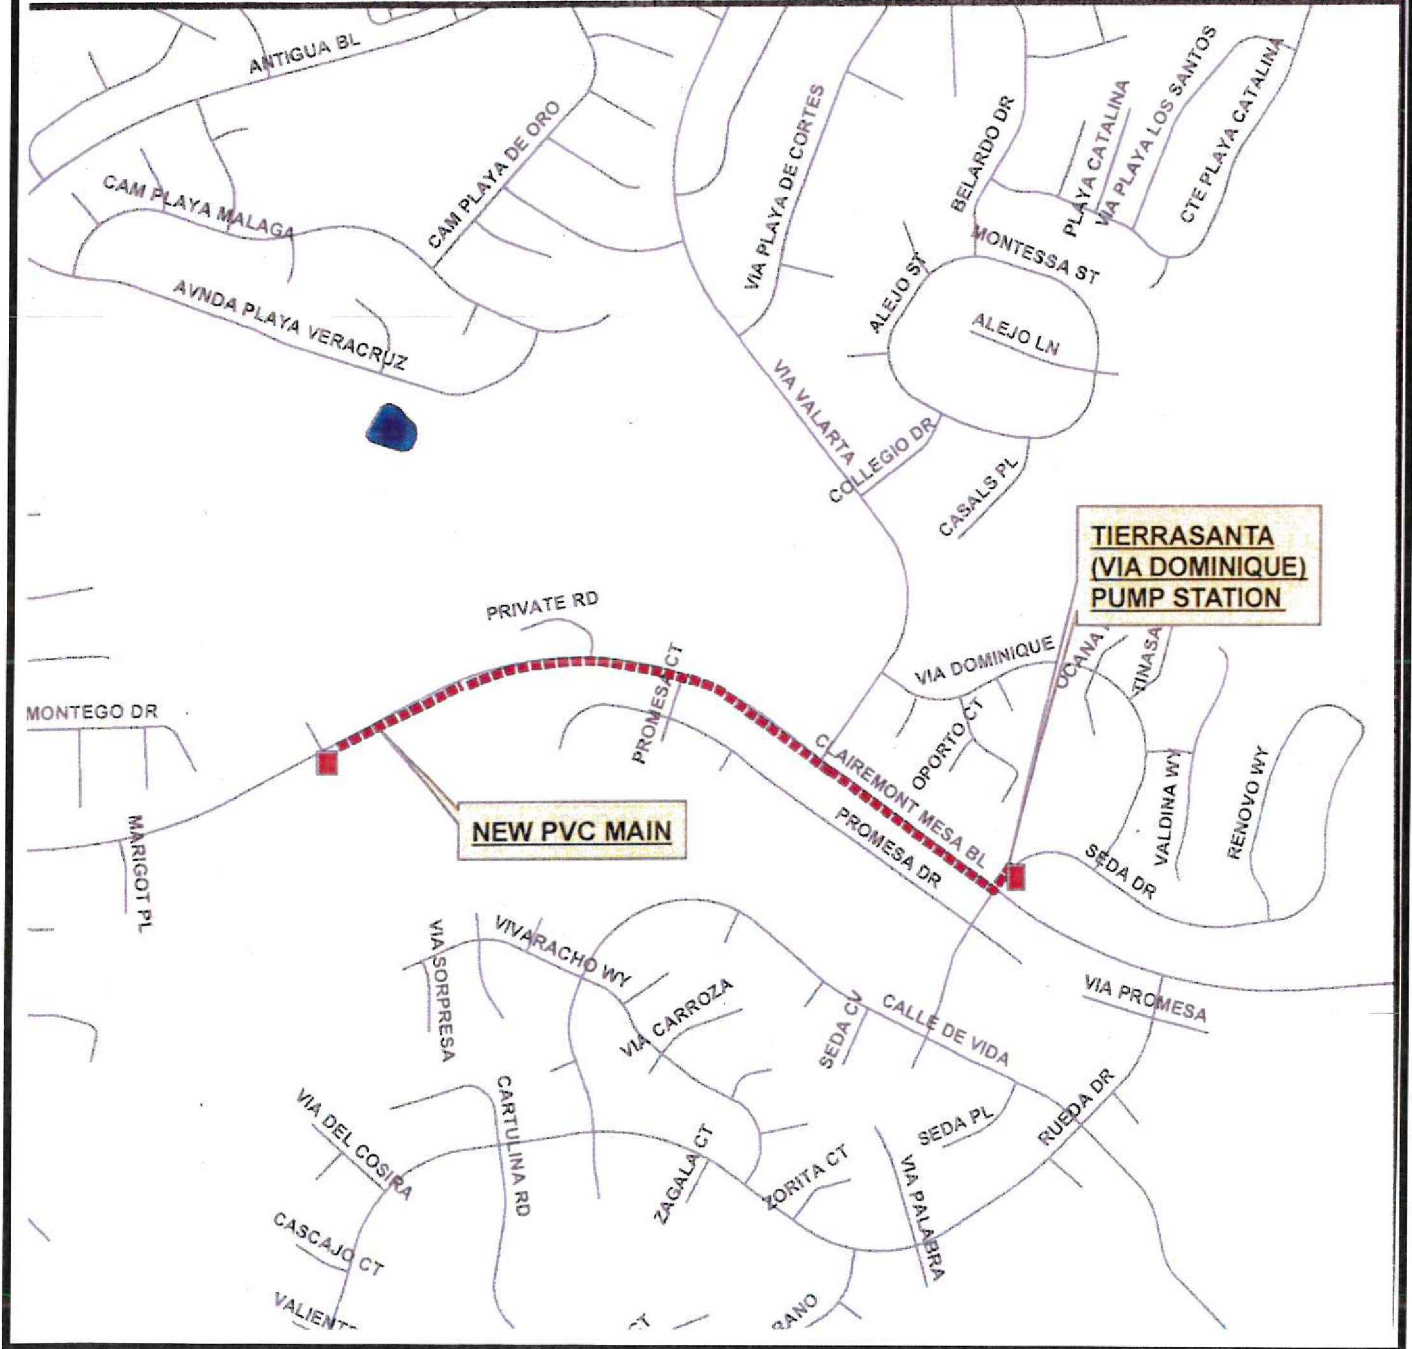 ANTIGUA BL
CAM PLAYA DE ORO
CAM PLAYA MALAGA
AVNDA PLAYA VERACRUZ
VIA PLAYA DE CORTES
BELARDO DR
PLAYA CATALINA
VIA PLAYA LOS SANTOS
CTE PLAYA CATALINA
MONTESSA ST
ALEJO ST
ALEJO LN
VIA VALARTA
COLLEGIO DR
CASALS PL
TIERRASANTA
(VIA DOMINIQUE)
PUMP STATION
PRIVATE RD
PROMESA CT
VIA DOMINIQUE
OCANA
TINASA
OPORTO CT
MONTEGO DR
MARIGOT PL
CLAIREMONT MESA BL
NEW PVC MAIN
PROMESA DR
VALDINA WY
RENOVO WY
SEDA DR
VIA SORPRESA
VIVARACHO WY
VIA CARROZA
SEDA CV
CALLE DE VIDA
VIA PROMESA
CARTULINA RD
VIA DEL COSIRA
ZAGALA CT
ZORITA CT
SEDA PL
RUEDA DR
VIA PALABRA
CASCAJO CT
VALIENT
CT
RANO